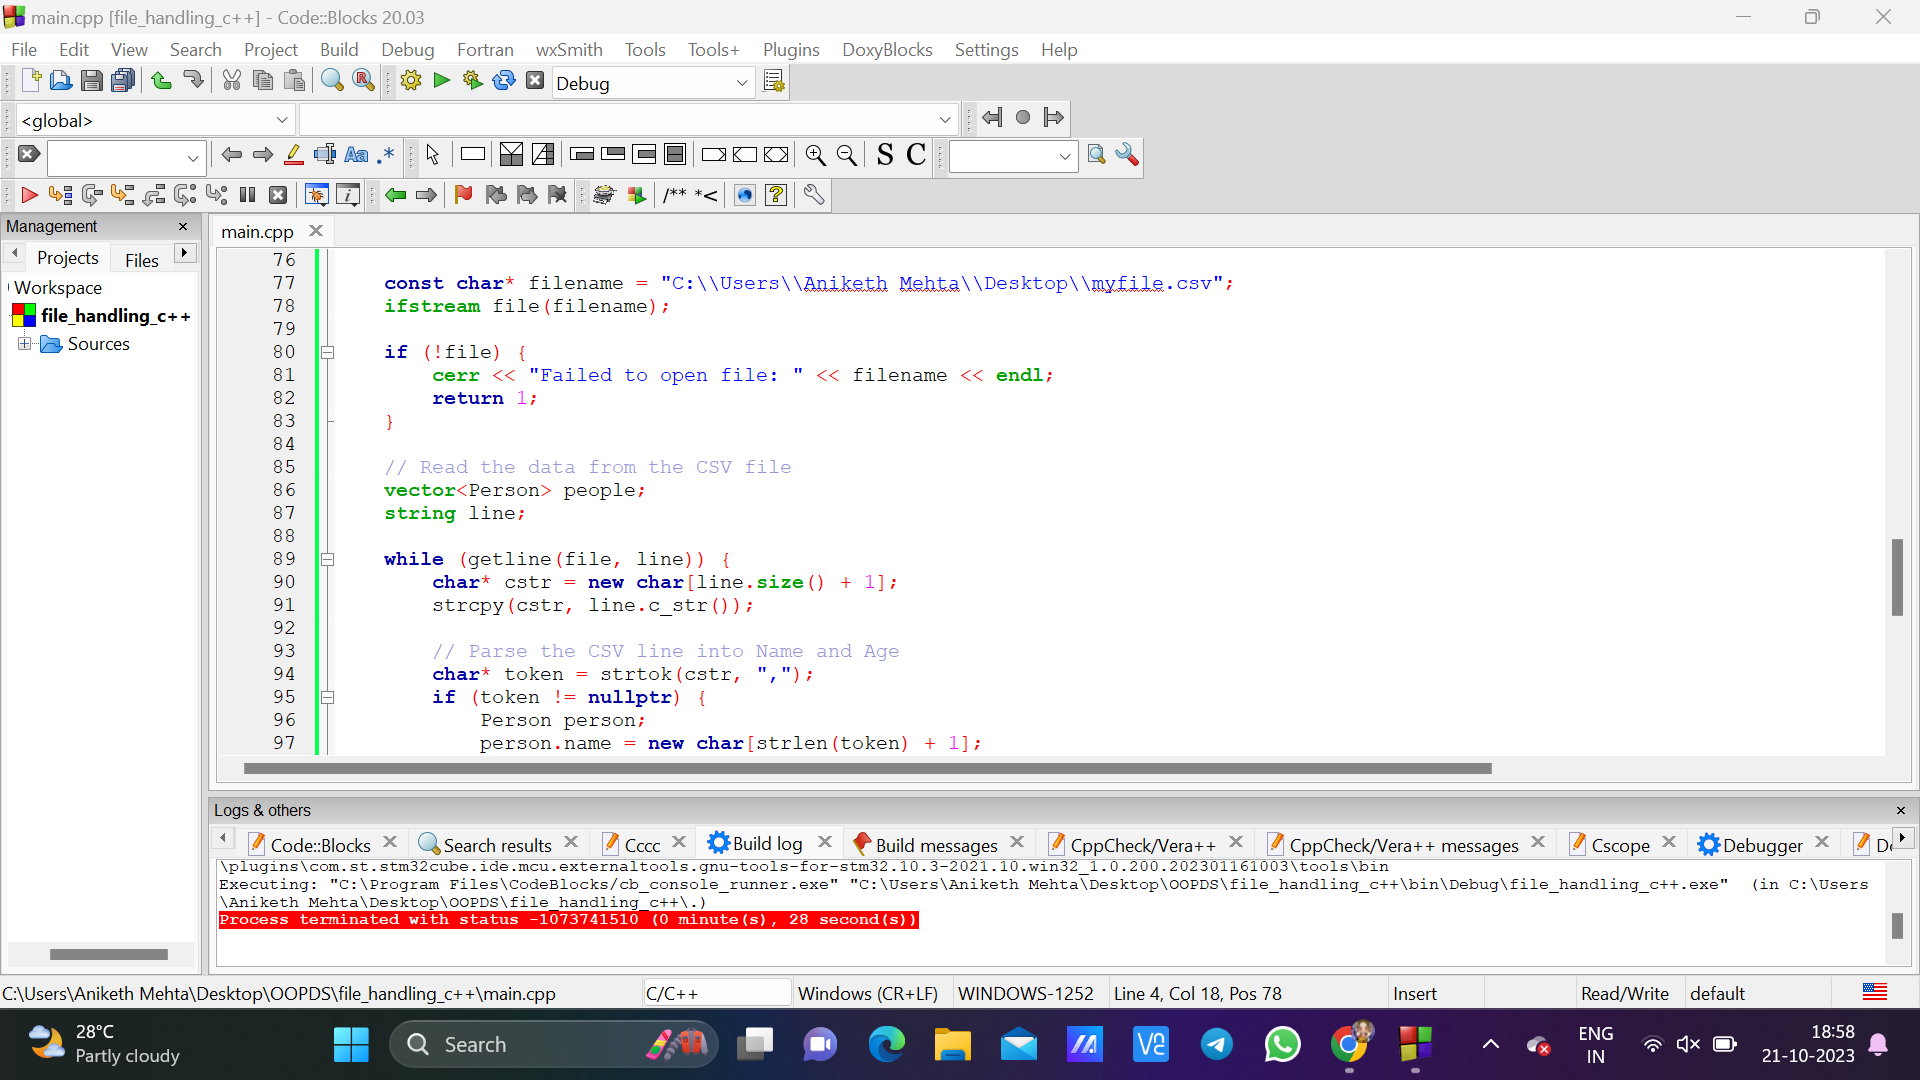 main.cpp [file_handling_c++] - Code::Blocks 20.03
File Edit View Search Project Build Debug Fortran wxSmith Tools Tools+ Plugins DoxyBlocks Settings Help
Debug
<global>
Aa .* S C
/** *<
Management
main.cpp
Projects Files
Workspace
file_handling_c++
Sources
76
77 const char* filename = "C:\\Users\\Aniketh Mehta\\Desktop\\myfile.csv";
78 ifstream file(filename);
79
80 if (!file) {
81 cerr << "Failed to open file: " << filename << endl;
82 return 1;
83 }
84
85 // Read the data from the CSV file
86 vector<Person> people;
87 string line;
88
89 while (getline(file, line)) {
90 char* cstr = new char[line.size() + 1];
91 strcpy(cstr, line.c_str());
92
93 // Parse the CSV line into Name and Age
94 char* token = strtok(cstr, ",");
95 if (token != nullptr) {
96 Person person;
97 person.name = new char[strlen(token) + 1];
Logs & others
Code::Blocks Search results Cccc Build log Build messages CppCheck/Vera++ CppCheck/Vera++ messages Cscope Debugger
\plugins\com.st.stm32cube.ide.mcu.externaltools.gnu-tools-for-stm32.10.3-2021.10.win32_1.0.200.202301161003\tools\bin
Executing: "C:\Program Files\CodeBlocks/cb_console_runner.exe" "C:\Users\Aniketh Mehta\Desktop\OOPDS\file_handling_c++\bin\Debug\file_handling_c++.exe" (in C:\Users
\Aniketh Mehta\Desktop\OOPDS\file_handling_c++\.)
Process terminated with status -1073741510 (0 minute(s), 28 second(s))
C:\Users\Aniketh Mehta\Desktop\OOPDS\file_handling_c++\main.cpp C/C++ Windows (CR+LF) WINDOWS-1252 Line 4, Col 18, Pos 78 Insert Read/Write default
28°C
Partly cloudy
Search
ENG
IN
18:58
21-10-2023